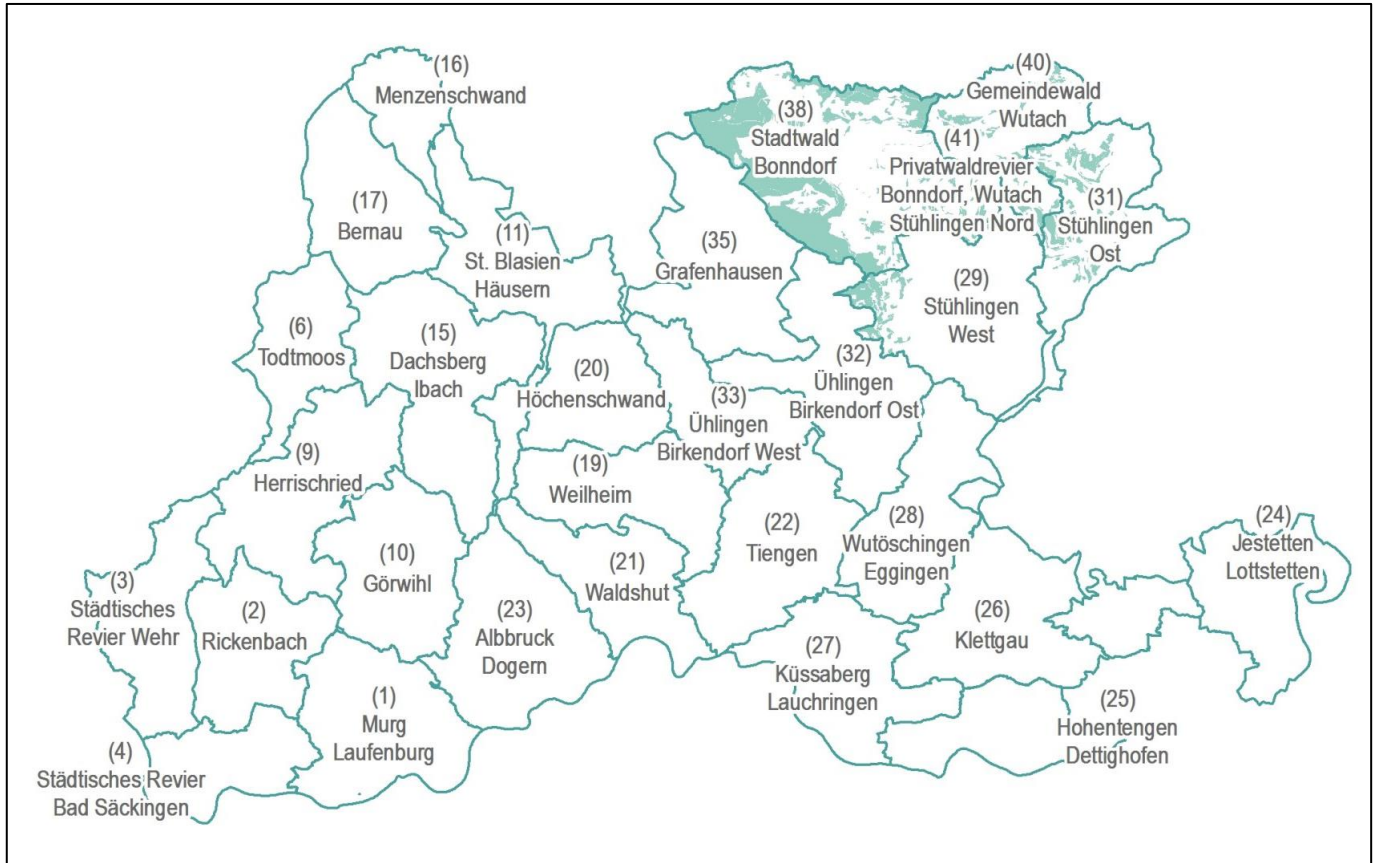 (16)
Menzenschwand
(40)
Gemeindewald
Wutach
(38)
Stadtwald
Bonndorf
(41)
Privatwaldrevier
Bonndorf, Wutach
Stühlingen Nord
(31)
Stühlingen
Ost
(17)
Bernau
(11)
St. Blasien
Häusern
(35)
Grafenhausen
(29)
Stühlingen
West
(6)
Todtmoos
(15)
Dachsberg
Ibach
(20)
Höchenschwand
(33)
Ühlingen
Birkendorf West
(32)
Ühlingen
Birkendorf Ost
(9)
Herrischried
(19)
Weilheim
(3)
Städtisches
Revier Wehr
(2)
Rickenbach
(10)
Görwihl
(23)
Albbruck
Dogern
(21)
Waldshut
(22)
Tiengen
(28)
Wutöschingen
Eggingen
(24)
Jestetten
Lottstetten
(26)
Klettgau
(27)
Küssaberg
Lauchringen
(25)
Hohentengen
Dettighofen
(1)
Murg
Laufenburg
(4)
Städtisches Revier
Bad Säckingen